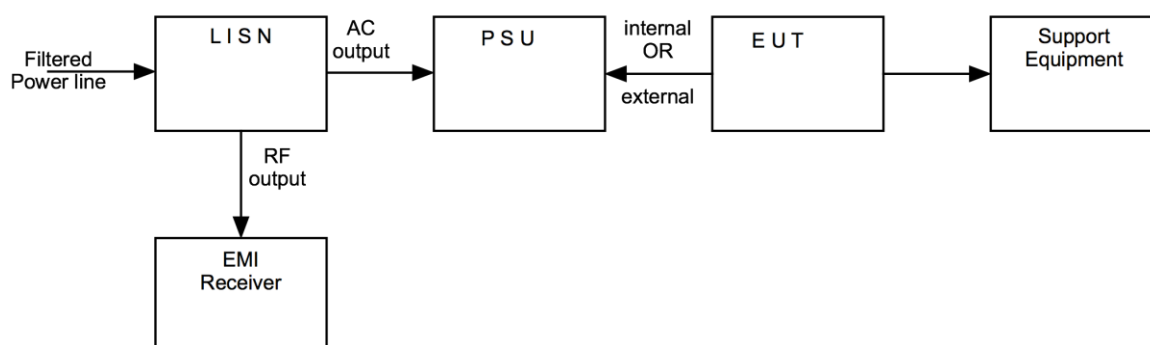 Filtered
Power line
L I S N
AC
output
P S U
internal
OR
external
E U T
Support
Equipment
RF
output
EMI
Receiver